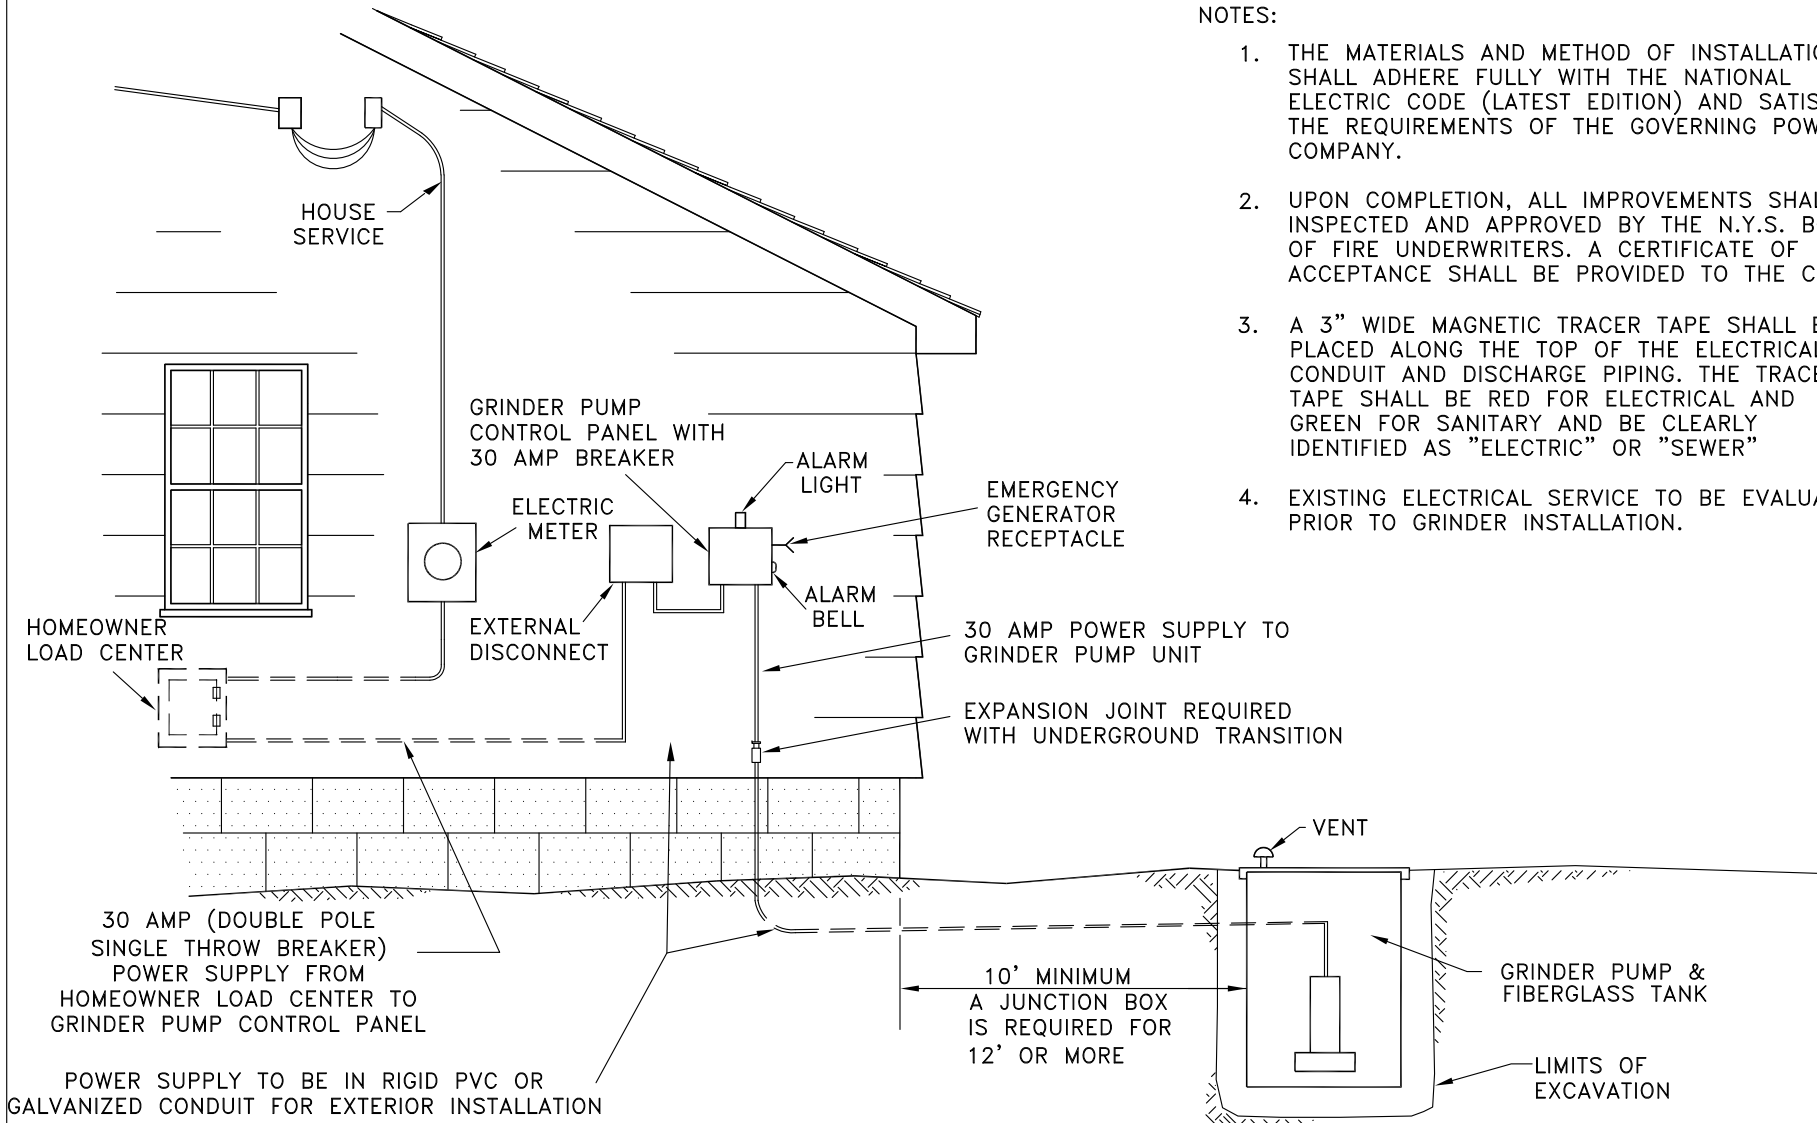 NOTES:
1. THE MATERIALS AND METHOD OF
SHALL ADHERE FULLY WITH THE NATIONAL
ELECTRIC CODE (LATEST EDITION) AND
THE REQUIREMENTS OF THE GOVERNING
COMPANY.
2. UPON COMPLETION, ALL IMPROVEMENTS
INSPECTED AND APPROVED BY THE N.Y.S.
OF FIRE UNDERWRITERS. A CERTIFICATE OF
ACCEPTANCE SHALL BE PROVIDED TO THE
3. A 3" WIDE MAGNETIC TRACER TAPE SHALL
PLACED ALONG THE TOP OF THE ELECTRICAL
CONDUIT AND DISCHARGE PIPING. THE
TAPE SHALL BE RED FOR ELECTRICAL AND
GREEN FOR SANITARY AND BE CLEARLY
IDENTIFIED AS "ELECTRIC" OR "SEWER"
4. EXISTING ELECTRICAL SERVICE TO BE
PRIOR TO GRINDER INSTALLATION.
HOUSE
SERVICE
GRINDER PUMP
CONTROL PANEL WITH
30 AMP BREAKER
ALARM
LIGHT
ELECTRIC
METER
EMERGENCY
GENERATOR
RECEPTACLE
ALARM
BELL
HOMEOWNER
LOAD CENTER
EXTERNAL
DISCONNECT
30 AMP POWER SUPPLY TO
GRINDER PUMP UNIT
EXPANSION JOINT REQUIRED
WITH UNDERGROUND TRANSITION
VENT
30 AMP (DOUBLE POLE
SINGLE THROW BREAKER)
POWER SUPPLY FROM
HOMEOWNER LOAD CENTER TO
GRINDER PUMP CONTROL PANEL
10' MINIMUM
A JUNCTION BOX
IS REQUIRED FOR
12' OR MORE
GRINDER PUMP &
FIBERGLASS TANK
POWER SUPPLY TO BE IN RIGID PVC OR
GALVANIZED CONDUIT FOR EXTERIOR INSTALLATION
LIMITS OF
EXCAVATION